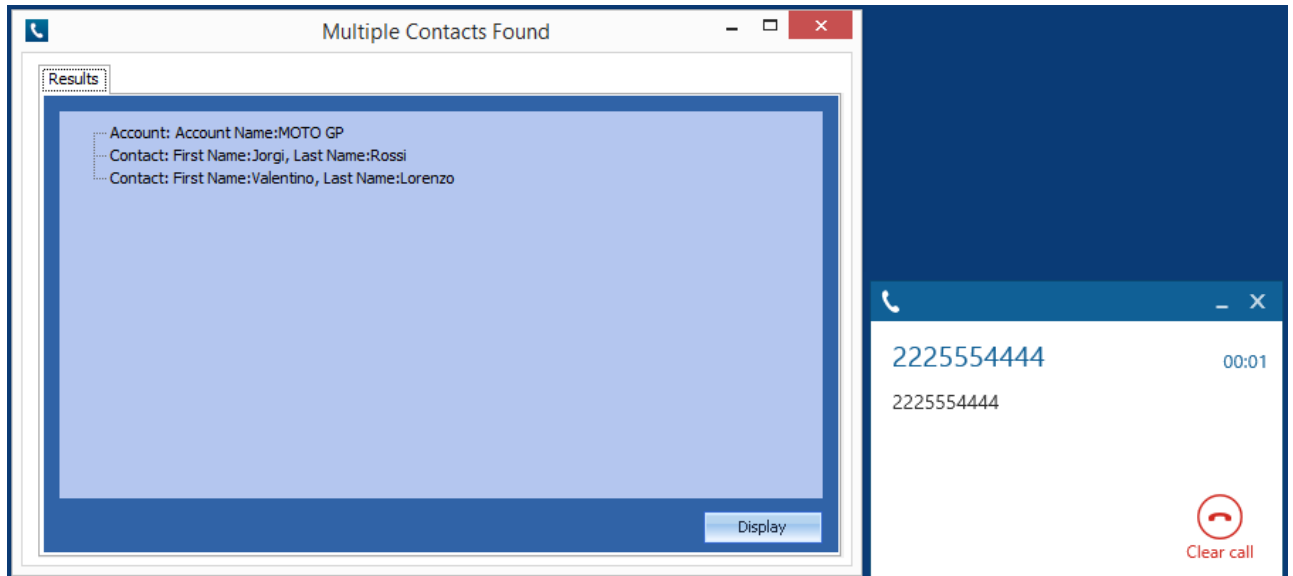 Multiple Contacts Found
Results
Account: Account Name:MOTO GP
Contact: First Name:Jorgi, Last Name:Rossi
Contact: First Name:Valentino, Last Name:Lorenzo
Display
2225554444 00:01
2225554444
Clear call